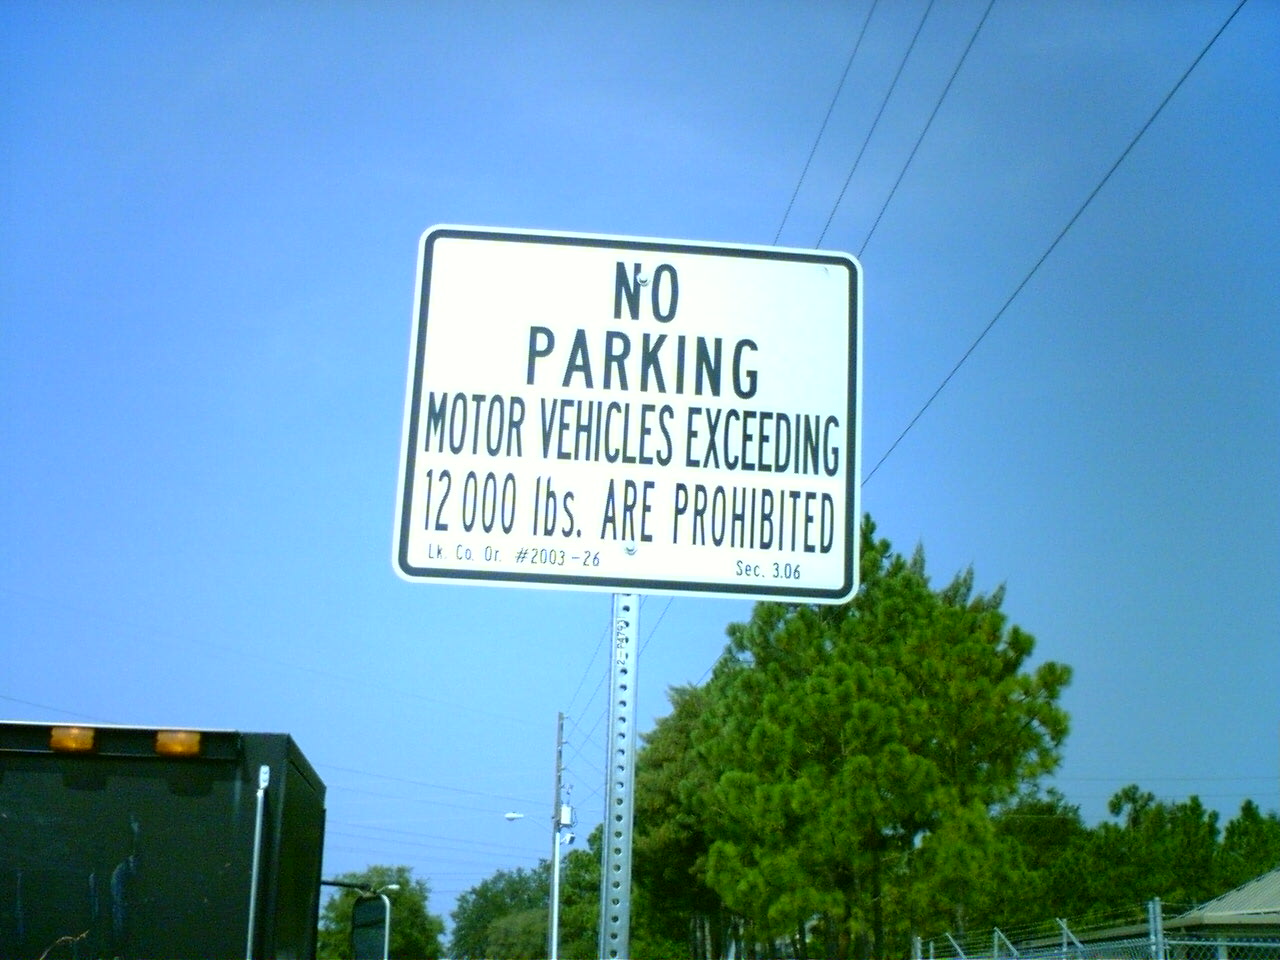 NO
PARKING
MOTOR VEHICLES EXCEEDING
12 000 lbs. ARE PROHIBITED
Lk. Co. Or. #2003-26 Sec. 3.06